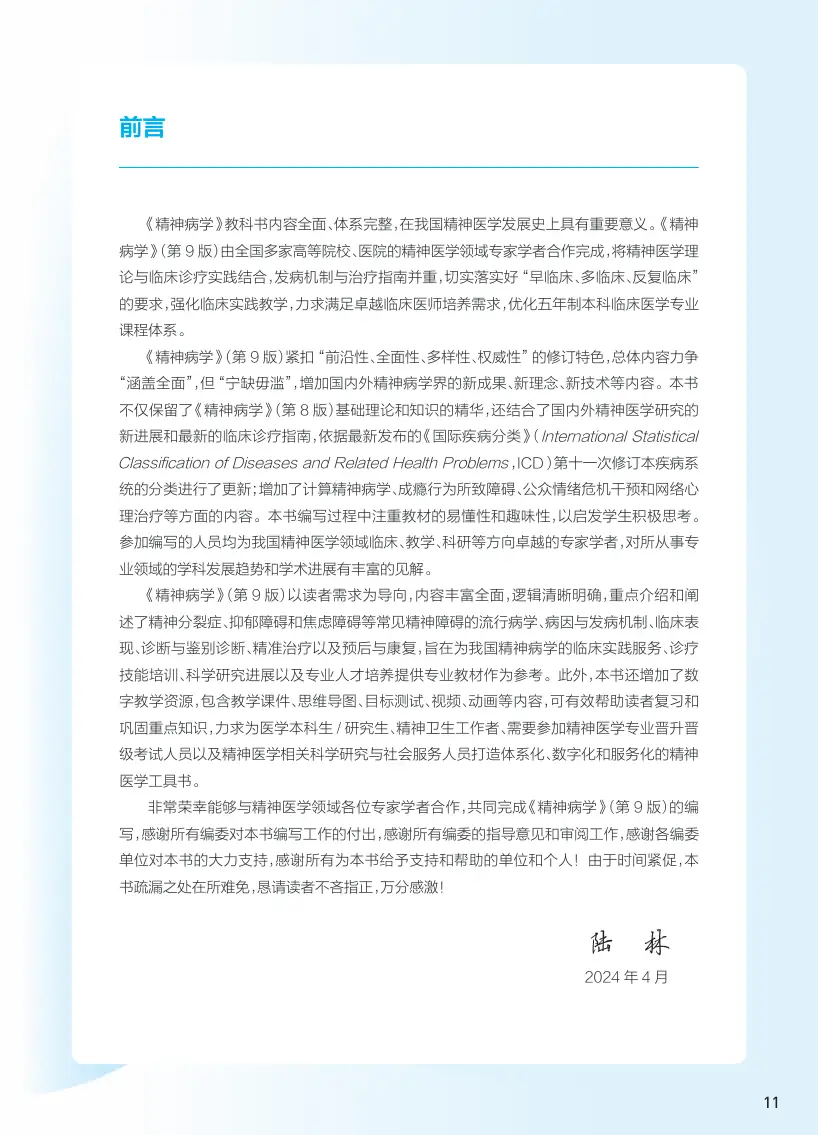 前言
《精神病学》教科书内容全面、体系完整，在我国精神医学发展史上具有重要意义。《精神
病学》（第 9 版）由全国多家高等院校、医院的精神医学领域专家学者合作完成，将精神医学理
论与临床诊疗实践结合，发病机制与治疗指南并重，切实落实好“早临床、多临床、反复临床”
的要求，强化临床实践教学，力求满足卓越临床医师培养需求，优化五年制本科临床医学专业
课程体系。
《精神病学》（第 9 版）紧扣“前沿性、全面性、多样性、权威性”的修订特色，总体内容力争
“涵盖全面”，但“宁缺毋滥”，增加国内外精神病学界的新成果、新理念、新技术等内容。本书
不仅保留了《精神病学》（第 8 版）基础理论和知识的精华，还结合了国内外精神医学研究的
新进展和最新的临床诊疗指南，依据最新发布的《国际疾病分类》（International Statistical
Classification of Diseases and Related Health Problems，ICD）第十一次修订本疾病系
统的分类进行了更新；增加了计算精神病学、成瘾行为所致障碍、公众情绪危机干预和网络心
理治疗等方面的内容。本书编写过程中注重教材的易懂性和趣味性，以启发学生积极思考。
参加编写的人员均为我国精神医学领域临床、教学、科研等方向卓越的专家学者，对所从事专
业领域的学科发展趋势和学术进展有丰富的见解。
《精神病学》（第 9 版）以读者需求为导向，内容丰富全面，逻辑清晰明确，重点介绍和阐
述了精神分裂症、抑郁障碍和焦虑障碍等常见精神障碍的流行病学、病因与发病机制、临床表
现、诊断与鉴别诊断、精准治疗以及预后与康复，旨在为我国精神病学的临床实践服务、诊疗
技能培训、科学研究进展以及专业人才培养提供专业教材作为参考。此外，本书还增加了数
字教学资源，包含教学课件、思维导图、目标测试、视频、动画等内容，可有效帮助读者复习和
巩固重点知识，力求为医学本科生 / 研究生、精神卫生工作者、需要参加精神医学专业晋升晋
级考试人员以及精神医学相关科学研究与社会服务人员打造体系化、数字化和服务化的精神
医学工具书。
非常荣幸能够与精神医学领域各位专家学者合作，共同完成《精神病学》（第 9 版）的编
写，感谢所有编委对本书编写工作的付出，感谢所有编委的指导意见和审阅工作，感谢各编委
单位对本书的大力支持，感谢所有为本书给予支持和帮助的单位和个人！由于时间紧促，本
书疏漏之处在所难免，恳请读者不吝指正，万分感激！
陆 林
2024 年 4 月
11